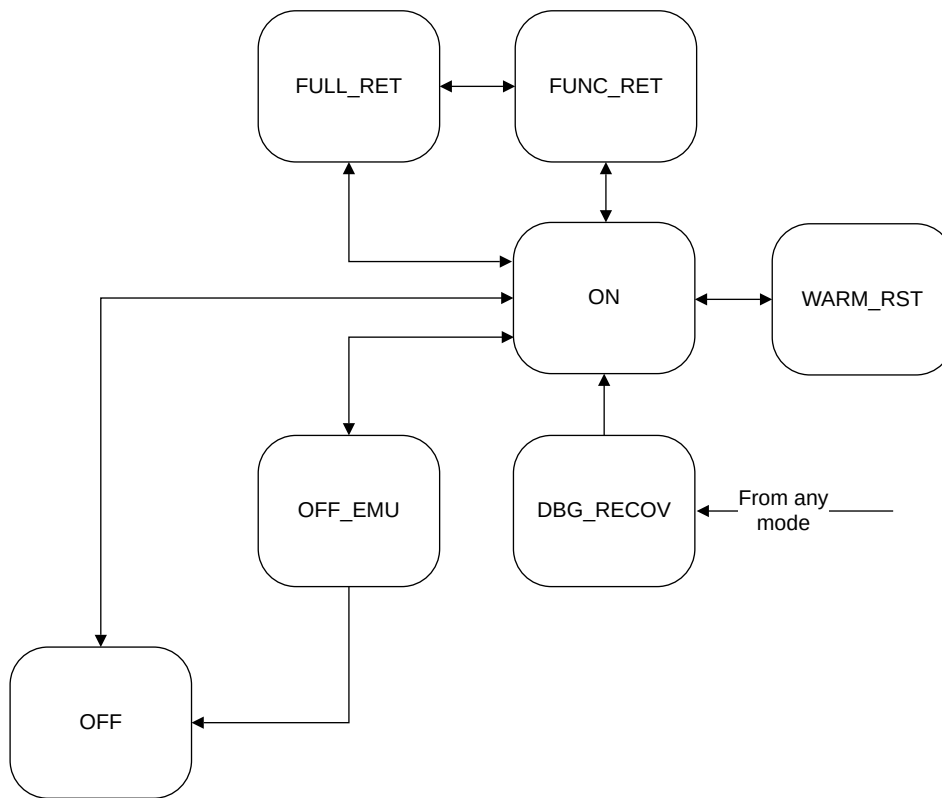 FULL_RET
FUNC_RET
ON
WARM_RST
OFF_EMU
DBG_RECOV
From any
mode
OFF